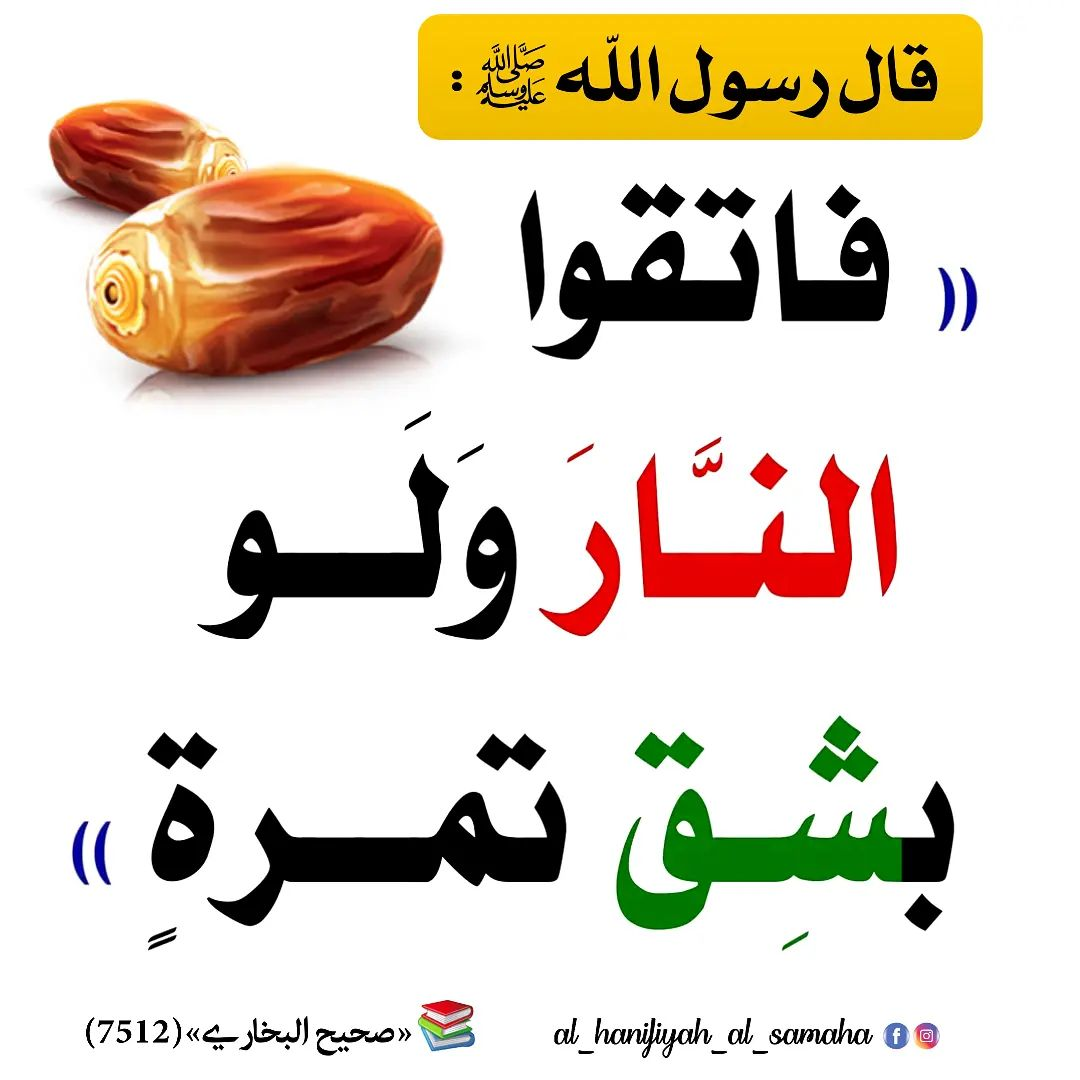 قال رسول الله ﷺ :
(( فاتقوا
النَّارَ وَلَو
بشِق تمرةٍ ))
«صحيح البخاري» (7512)
al_hanifiyah_al_samaha